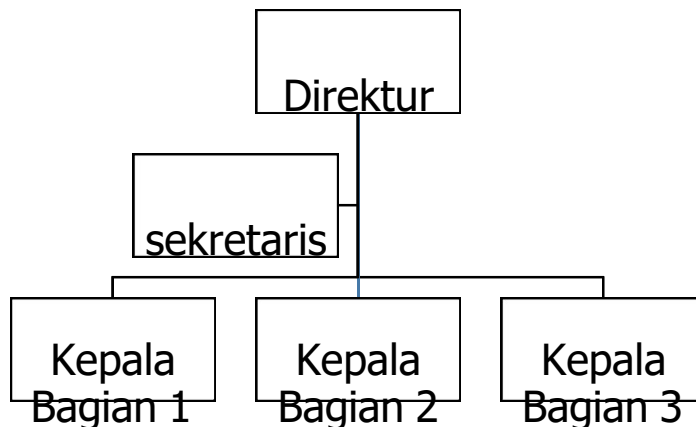 Direktur
sekretaris
Kepala
Bagian 1
Kepala
Bagian 2
Kepala
Bagian 3